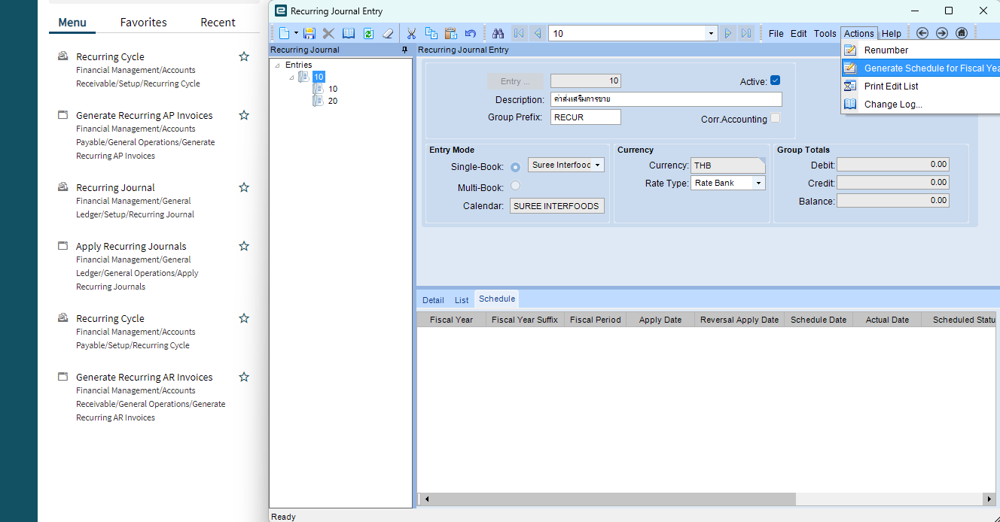 Menu Favorites Recent
Recurring Cycle
Financial Management/Accounts
Receivable/Setup/Recurring Cycle
Generate Recurring AP Invoices
Financial Management/Accounts
Payable/General Operations/Generate
Recurring AP Invoices
Recurring Journal
Financial Management/General
Ledger/Setup/Recurring Journal
Apply Recurring Journals
Financial Management/General
Ledger/General Operations/Apply
Recurring Journals
Recurring Cycle
Financial Management/Accounts
Payable/Setup/Recurring Cycle
Generate Recurring AR Invoices
Financial Management/Accounts
Receivable/General Operations/Generate
Recurring AR Invoices
Recurring Journal Entry
10 File Edit Tools Actions Help
Renumber
Generate Schedule for Fiscal Yea
Print Edit List
Change Log...
Recurring Journal
Entries
10
10
20
Recurring Journal Entry
Entry ... 10 Active:
Description: ค่าส่งเสริมการขาย
Group Prefix: RECUR Corr.Accounting
Entry Mode
Single-Book: Suree Interfood
Multi-Book:
Calendar: SUREE INTERFOODS
Currency
Currency: THB
Rate Type: Rate Bank
Group Totals
Debit: 0.00
Credit: 0.00
Balance: 0.00
Detail List Schedule
Fiscal Year Fiscal Year Suffix Fiscal Period Apply Date Reversal Apply Date Schedule Date Actual Date Scheduled Statu
Ready